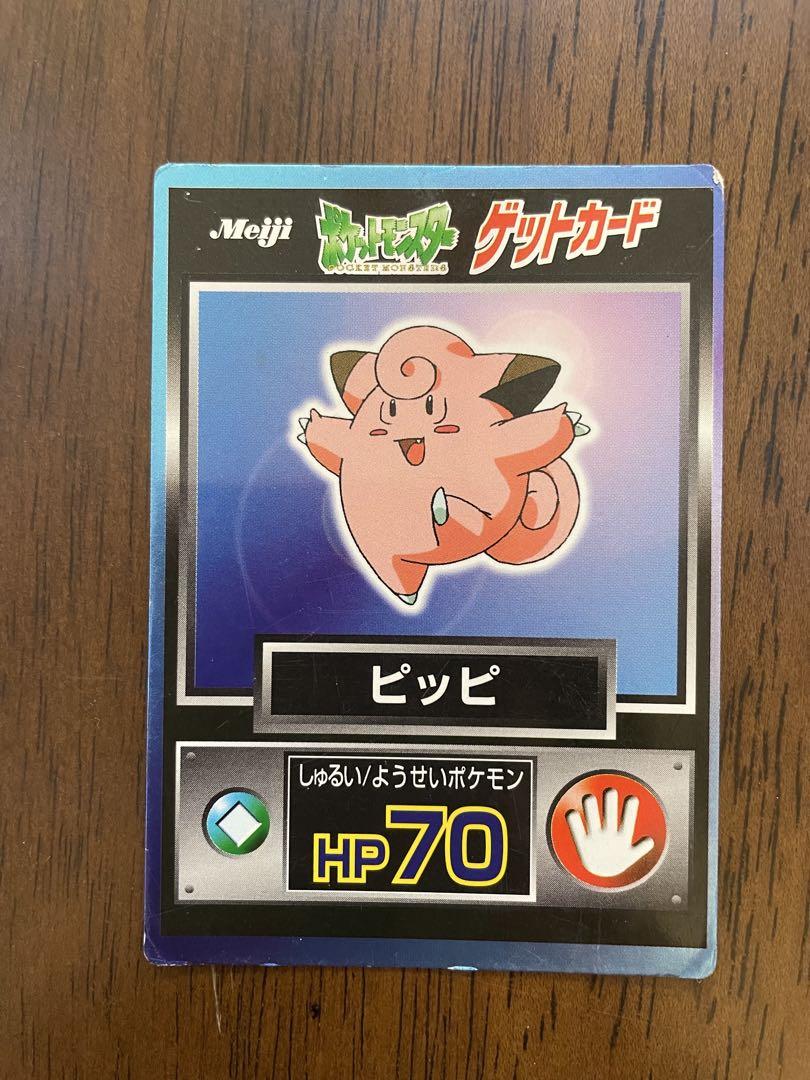 Meiji ポケットモンスター ゲットカード
POCKET MONSTERS
ピッピ
しゅるい/ようせいポケモン
HP70